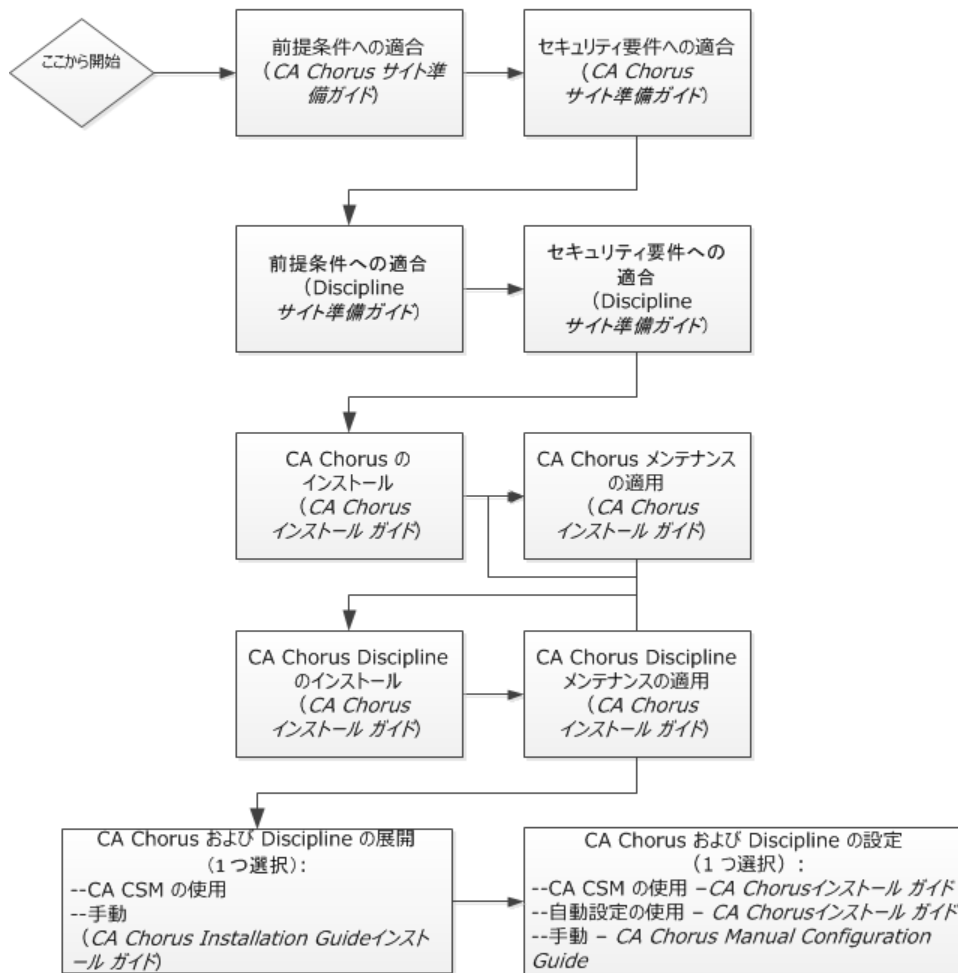 ここから開始
前提条件への適合
（CA Chorus サイト準
備ガイド）
セキュリティ要件への適合
（CA Chorus
サイト準備ガイド）
前提条件への適合
（Discipline
サイト準備ガイド）
セキュリティ要件への
適合
（Discipline
サイト準備ガイド）
CA Chorus の
インストール
（CA Chorus
インストール ガイド）
CA Chorus メンテナンス
の適用
（CA Chorus
インストール ガイド）
CA Chorus Discipline
のインストール
（CA Chorus
インストール ガイド）
CA Chorus Discipline
メンテナンスの適用
（CA Chorus
インストール ガイド）
CA Chorus および Discipline の展開
（1 つ選択）：
--CA CSM の使用
--手動
（CA Chorus Installation Guideインスト
ール ガイド）
CA Chorus および Discipline の設定
（1 つ選択）：
--CA CSM の使用 –CA Chorusインストール ガイド
--自動設定の使用 – CA Chorusインストール ガイド
--手動 – CA Chorus Manual Configuration
Guide